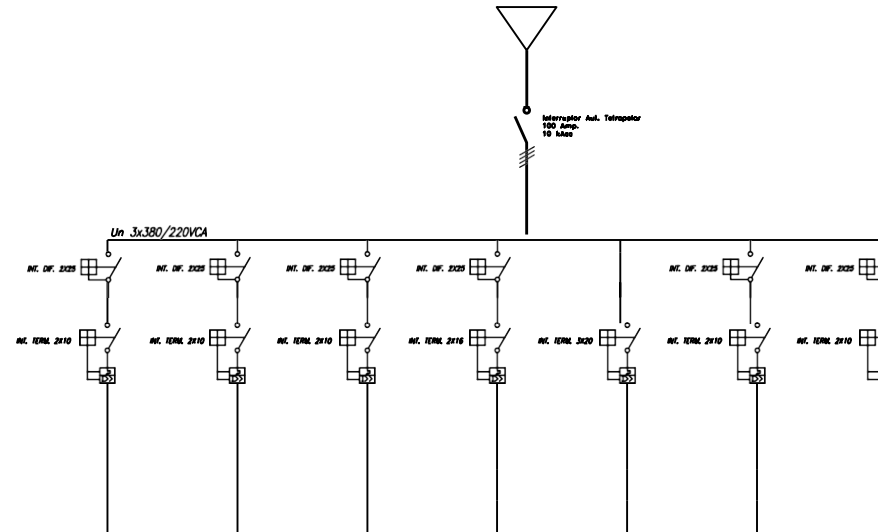 Interruptor Aut. Tetrapolar
100 Amp.
10 kAcc
Un 3x380/220VCA
INT. DIF. 2X25
INT. DIF. 2X25
INT. DIF. 2X25
INT. DIF. 2X25
INT. DIF. 2X25
INT. DIF. 2X25
INT. TERM. 2X10
INT. TERM. 2X10
INT. TERM. 2X10
INT. TERM. 2X16
INT. TERM. 3X20
INT. TERM. 2X10
INT. TERM. 2X10